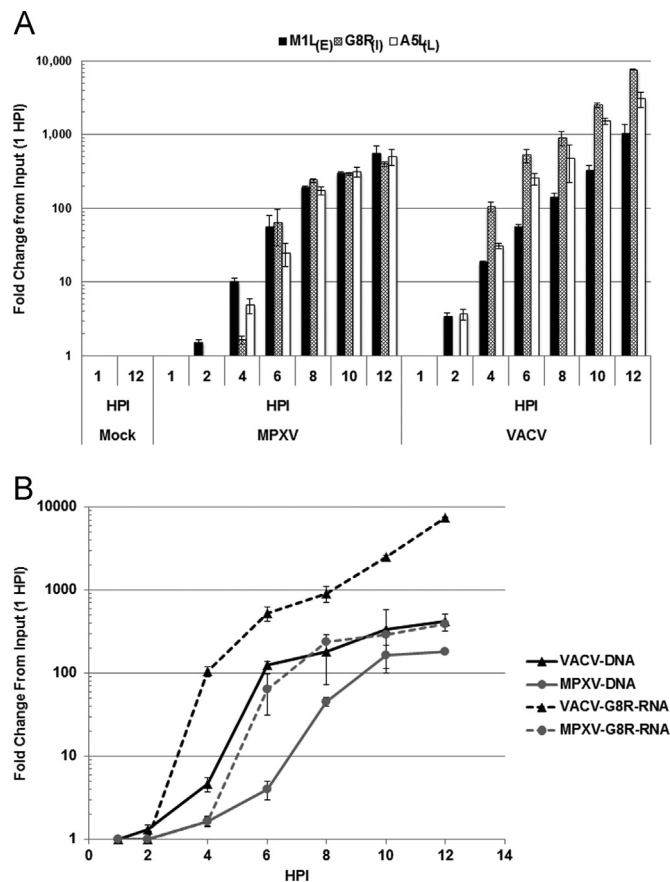 A
■ M1L(E) G8R(I) □ A5L(L)
Fold Change from Input (1 HPI)
10,000
1,000
100
10
1
1 12 1 2 4 6 8 10 12 1 2 4 6 8 10 12
HPI HPI HPI
Mock MPXV VACV
B
Fold Change From Input (1 HPI)
10000
1000
100
10
1
0 2 4 6 8 10 12 14
HPI
VACV-DNA
MPXV-DNA
VACV-G8R-RNA
MPXV-G8R-RNA